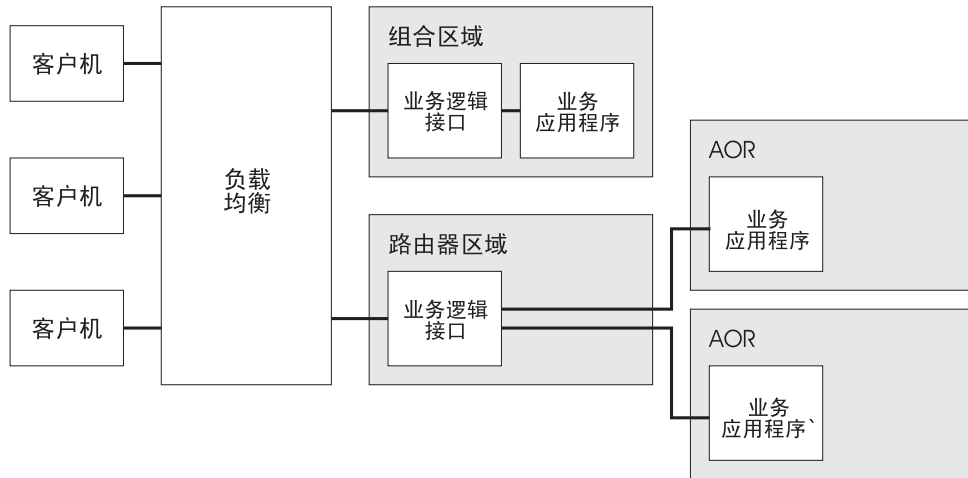 客户机
客户机
客户机
负载
均衡
组合区域
业务逻辑
接口
业务
应用程序
路由器区域
业务逻辑
接口
AOR
业务
应用程序
AOR
业务
应用程序`